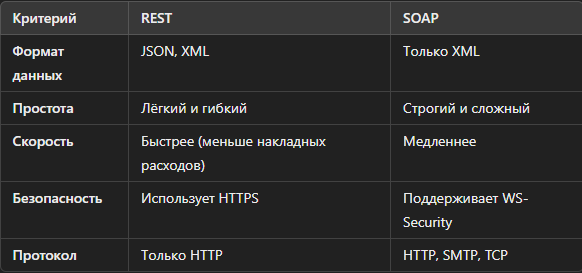 Критерий REST SOAP
Формат JSON, XML Только XML
данных
Простота Лёгкий и гибкий Строгий и сложный
Скорость Быстрее (меньше накладных Медленнее
расходов)
Безопасность Использует HTTPS Поддерживает WS-
Security
Протокол Только HTTP HTTP, SMTP, TCP